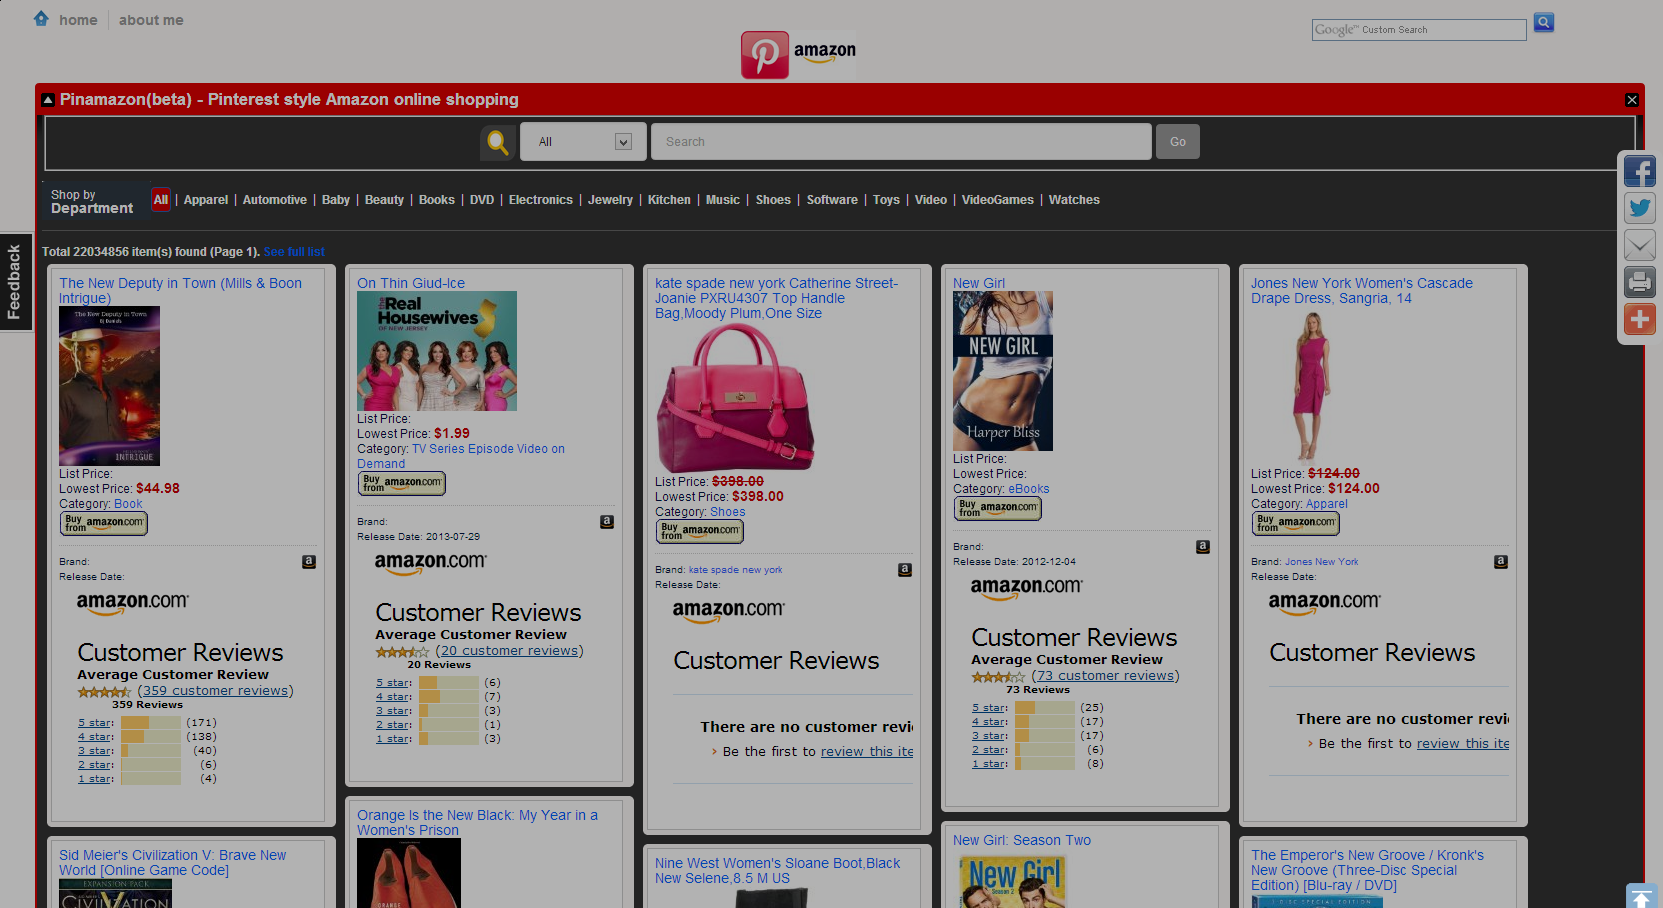 home
about me
Google™ Custom Search
amazon
Pinamazon(beta) - Pinterest style Amazon online shopping
All
Search
Go
Shop by
Department
All | Apparel | Automotive | Baby | Beauty | Books | DVD | Electronics | Jewelry | Kitchen | Music | Shoes | Software | Toys | Video | VideoGames | Watches
Feedback
Total 22034856 item(s) found (Page 1). See full list
The New Deputy in Town (Mills & Boon
Intrigue)
The New Deputy in Town
BJ Daniels
INTRIGUE
List Price:
Lowest Price: $44.98
Category: Book
Buy from amazon.com
Brand:
Release Date:
amazon.com
Customer Reviews
Average Customer Review
(359 customer reviews)
359 Reviews
5 star: (171)
4 star: (138)
3 star: (40)
2 star: (6)
1 star: (4)
Sid Meier's Civilization V: Brave New
World [Online Game Code]
EXPANSION PACK
CIVILIZATION
On Thin Giud-Ice
the Real
Housewives
OF NEW JERSEY
List Price:
Lowest Price: $1.99
Category: TV Series Episode Video on
Demand
Buy from amazon.com
Brand:
Release Date: 2013-07-29
amazon.com
Customer Reviews
Average Customer Review
(20 customer reviews)
20 Reviews
5 star: (6)
4 star: (7)
3 star: (3)
2 star: (1)
1 star: (3)
Orange Is the New Black: My Year in a
Women's Prison
ORANGE
kate spade new york Catherine Street-
Joanie PXRU4307 Top Handle
Bag,Moody Plum,One Size
List Price: $398.00
Lowest Price: $398.00
Category: Shoes
Buy from amazon.com
Brand: kate spade new york
Release Date:
amazon.com
Customer Reviews
There are no customer revi
› Be the first to review this ite
Nine West Women's Sloane Boot,Black
New Selene,8.5 M US
New Girl
NEW GIRL
Harper Bliss
List Price:
Lowest Price:
Category: eBooks
Buy from amazon.com
Brand:
Release Date: 2012-12-04
amazon.com
Customer Reviews
Average Customer Review
(73 customer reviews)
73 Reviews
5 star: (25)
4 star: (17)
3 star: (17)
2 star: (6)
1 star: (8)
New Girl: Season Two
New Girl
Season 2
Jones New York Women's Cascade
Drape Dress, Sangria, 14
List Price: $124.00
Lowest Price: $124.00
Category: Apparel
Buy from amazon.com
Brand: Jones New York
Release Date:
amazon.com
Customer Reviews
There are no customer revi
› Be the first to review this ite
The Emperor's New Groove / Kronk's
New Groove (Three-Disc Special
Edition) [Blu-ray / DVD]
DISC SPECIAL EDITION